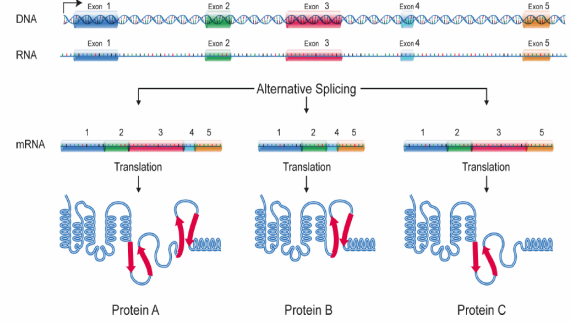 Exon 1 Exon 2 Exon 3 Exon 4 Exon 5
DNA
Exon 1 Exon 2 Exon 3 Exon 4 Exon 5
RNA
Alternative Splicing
1 2 3 4 5 1 2 4 5 1 2 3 5
mRNA
Translation Translation Translation
Protein A Protein B Protein C